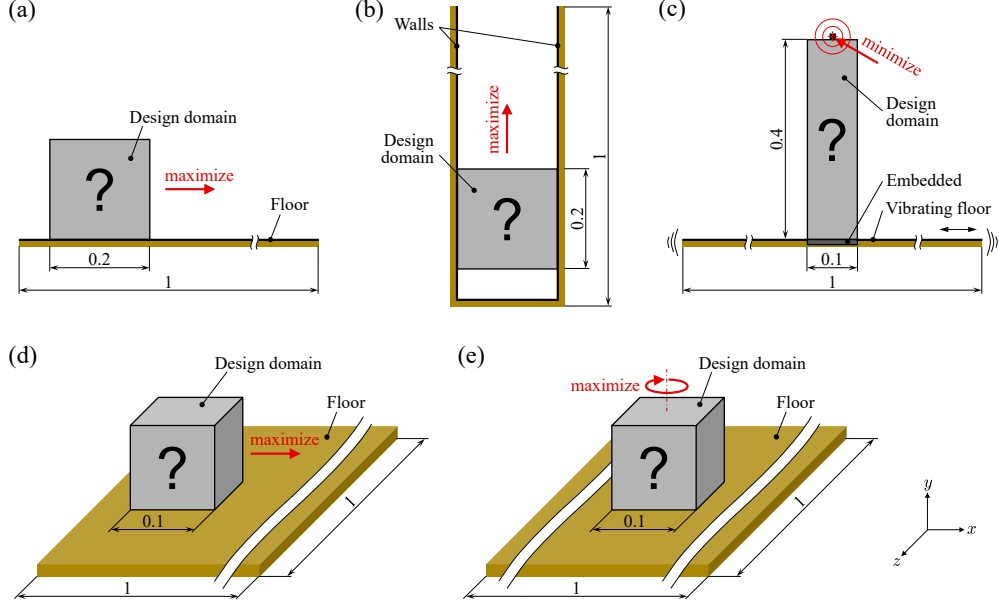 (a)
Design domain
?
maximize
Floor
0.2
1
(b)
Walls
maximize
Design
domain
?
0.2
1
(c)
minimize
Design
domain
?
0.4
Embedded
Vibrating floor
0.1
1
(d)
Design domain
Floor
maximize
?
0.1
1
1
(e)
maximize
Design domain
Floor
?
0.1
1
1
y
x
z